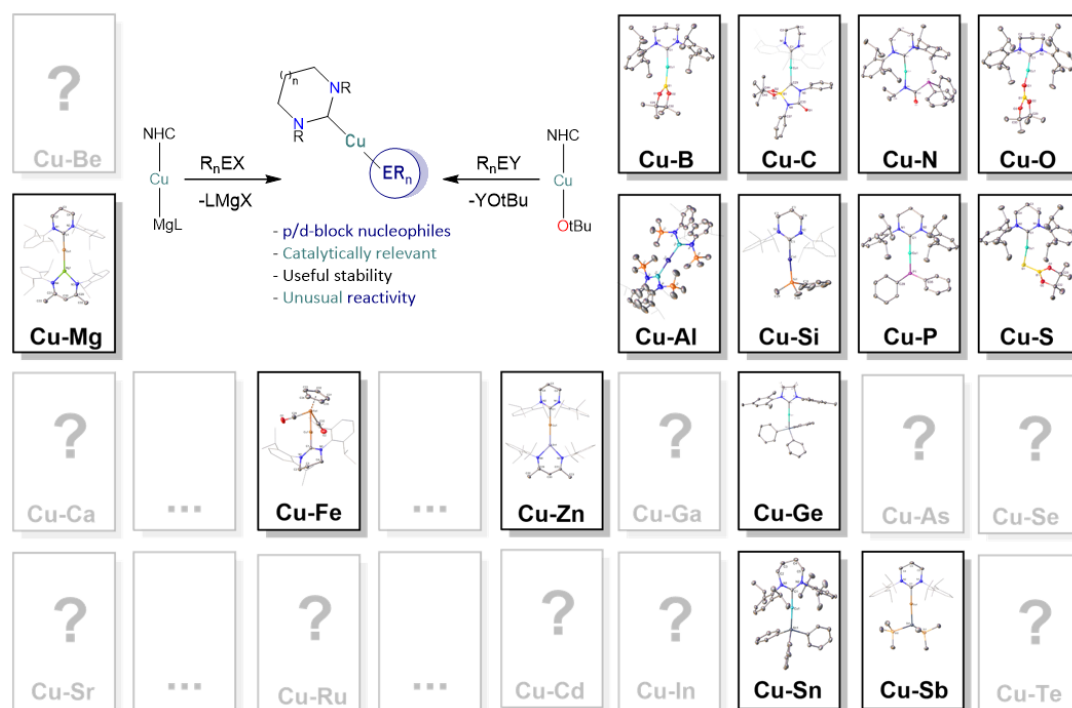 ?
Cu-Be
Cu-B
Cu-C
Cu-N
Cu-O
( )n
NR
N
R
Cu
ERn
NHC
Cu
MgL
RnEX
-LMgX
RnEY
-YOtBu
NHC
Cu
OtBu
- p/d-block nucleophiles
- Catalytically relevant
- Useful stability
- Unusual reactivity
Cu-Mg
Cu-Al
Cu-Si
Cu-P
Cu-S
?
Cu-Ca
...
Cu-Fe
...
Cu-Zn
?
Cu-Ga
Cu-Ge
?
Cu-As
?
Cu-Se
?
Cu-Sr
...
?
Cu-Ru
...
?
Cu-Cd
?
Cu-In
Cu-Sn
Cu-Sb
?
Cu-Te